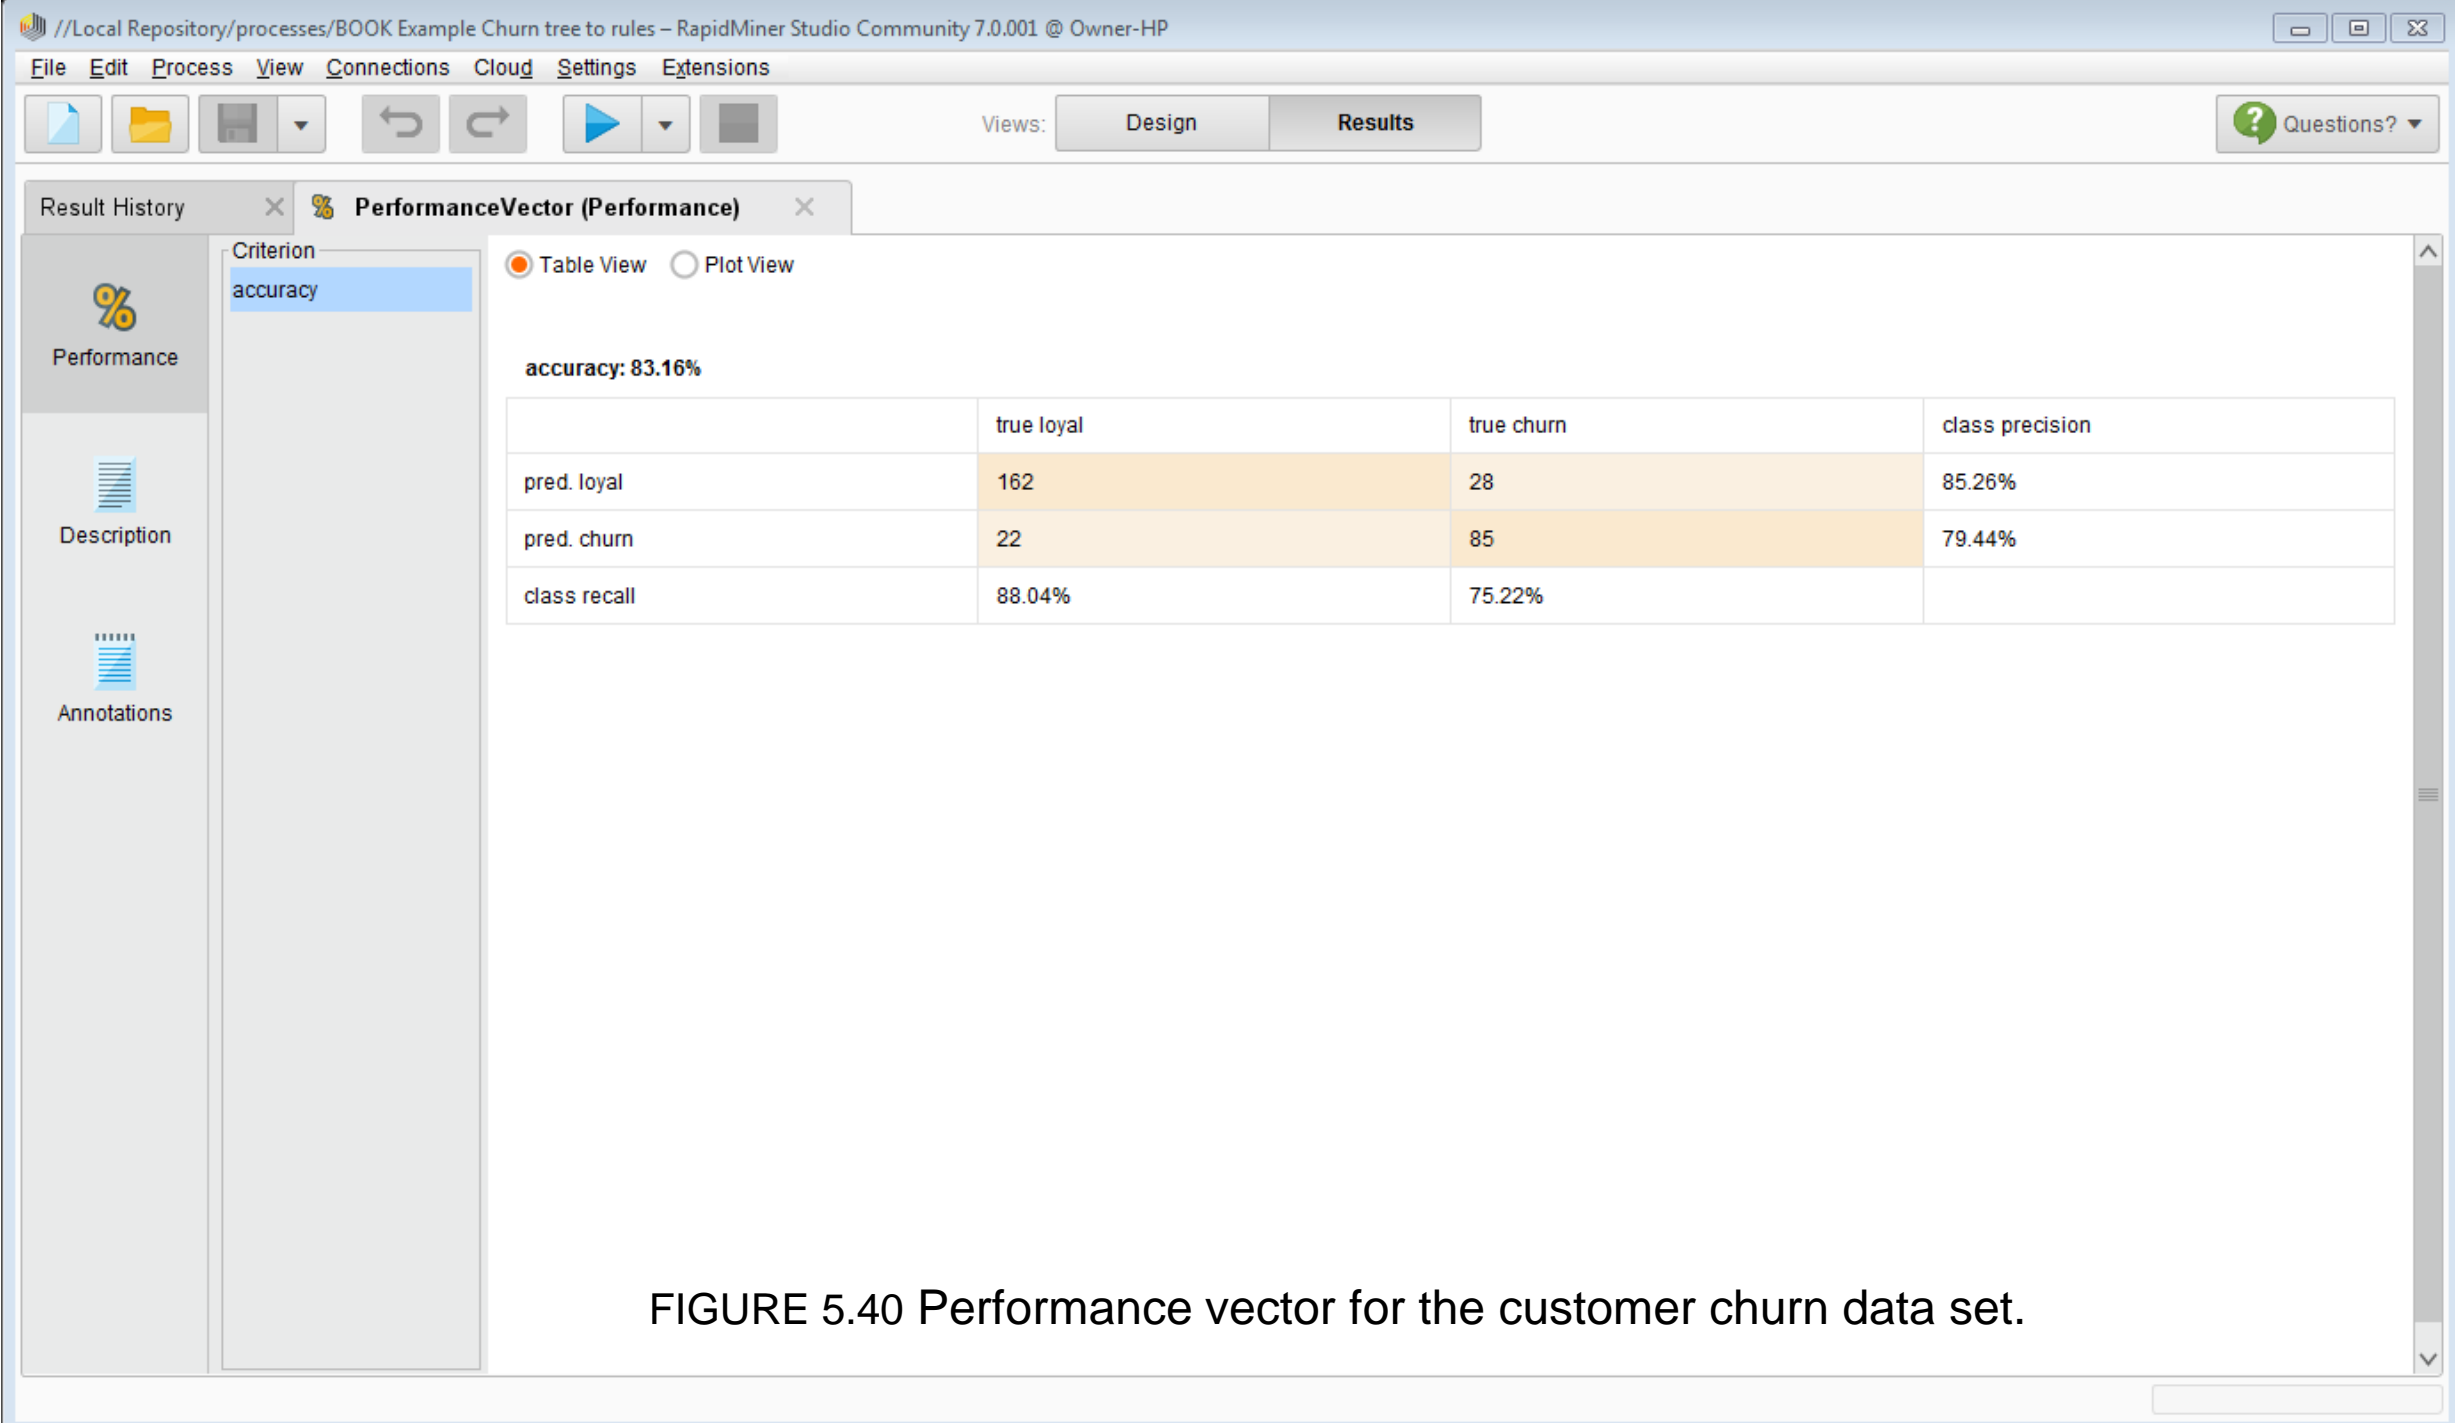 //Local Repository/processes/BOOK Example Churn tree to rules – RapidMiner Studio Community 7.0.001 @ Owner-HP
File Edit Process View Connections Cloud Settings Extensions
Views: Design Results Questions?
Result History PerformanceVector (Performance)
Criterion
accuracy
Performance
Description
Annotations
Table View Plot View
accuracy: 83.16%
true loyal true churn class precision
pred. loyal 162 28 85.26%
pred. churn 22 85 79.44%
class recall 88.04% 75.22%
FIGURE 5.40 Performance vector for the customer churn data set.